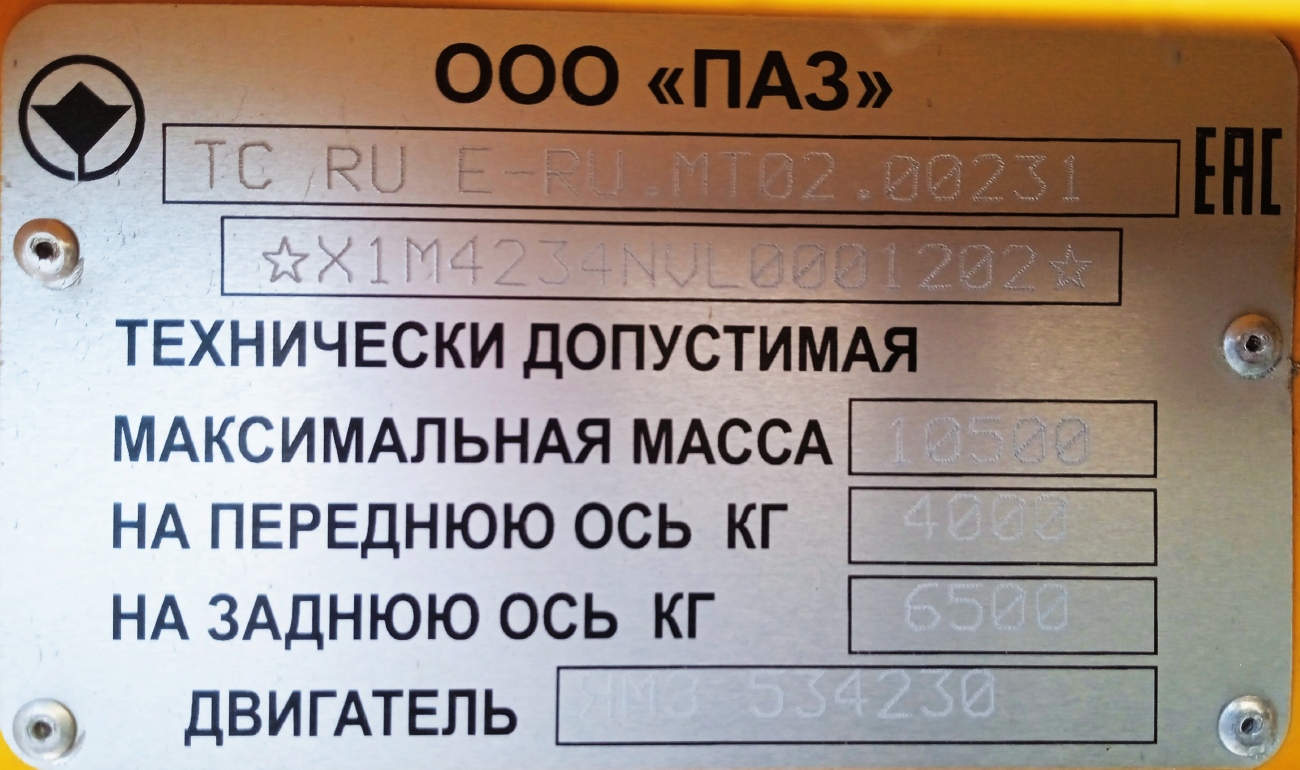 ООО «ПАЗ»
ТС RU E-RU.МТ02.00231
EAC
☆X1M4234NVL0001202☆
ТЕХНИЧЕСКИ ДОПУСТИМАЯ
МАКСИМАЛЬНАЯ МАССА 10500
НА ПЕРЕДНЮЮ ОСЬ КГ 4000
НА ЗАДНЮЮ ОСЬ КГ 6500
ДВИГАТЕЛЬ ЯМЗ 534230